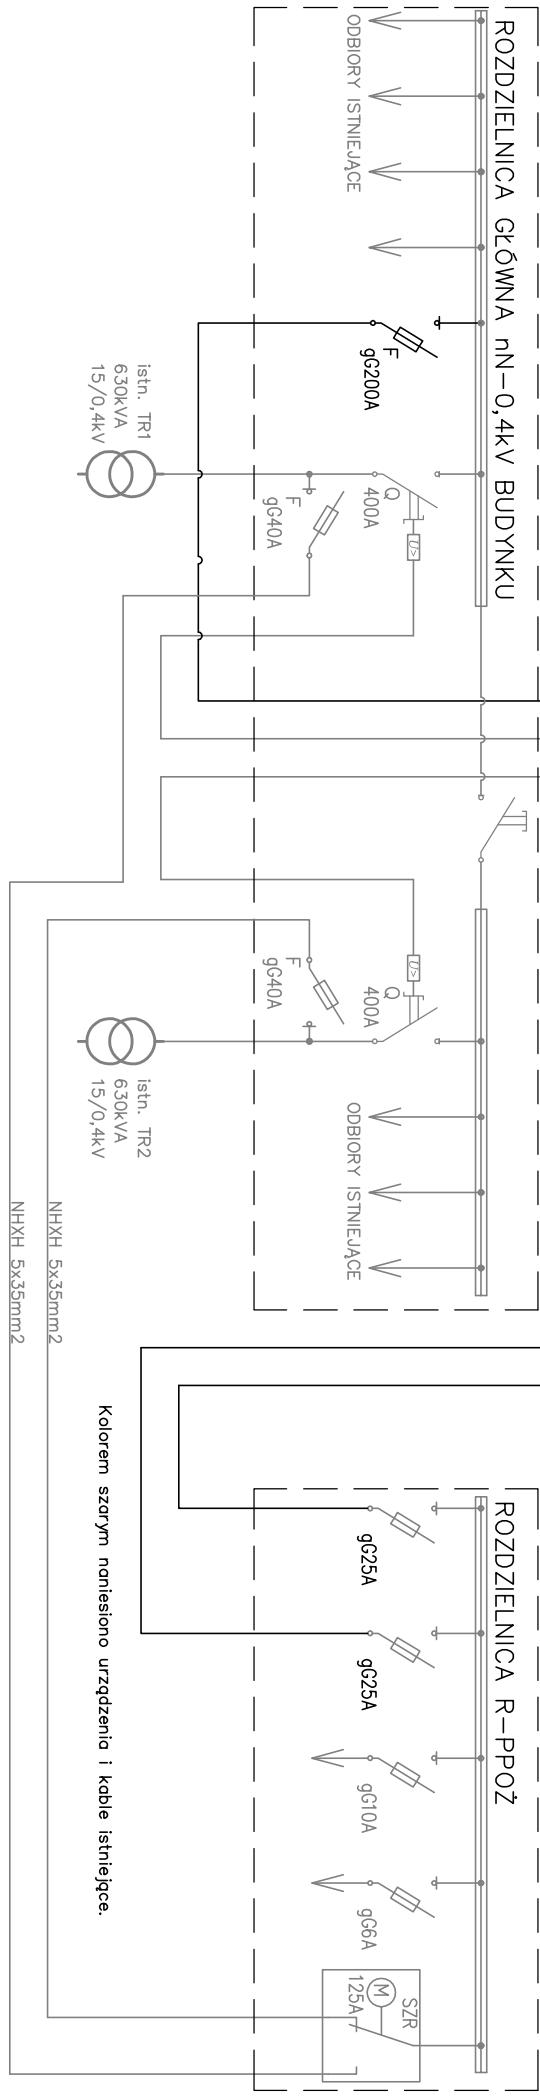 ROZDZIELNICA GŁÓWNA nN-0,4kV BUDYNKU
ODBIORY ISTNIEJĄCE
F
gG200A
istn. TR1
630kVA
15/0,4kV
F
gG40A
Q
400A
U>
U>
Q
400A
F
gG40A
istn. TR2
630kVA
15/0,4kV
ODBIORY ISTNIEJĄCE
NHXH 5x35mm2
NHXH 5x35mm2
Kolorem szarym naniesiono urządzenia i kable istniejące.
ROZDZIELNICA R-PPOŻ
gG25A
gG25A
gG10A
gG6A
SZR
M
125A